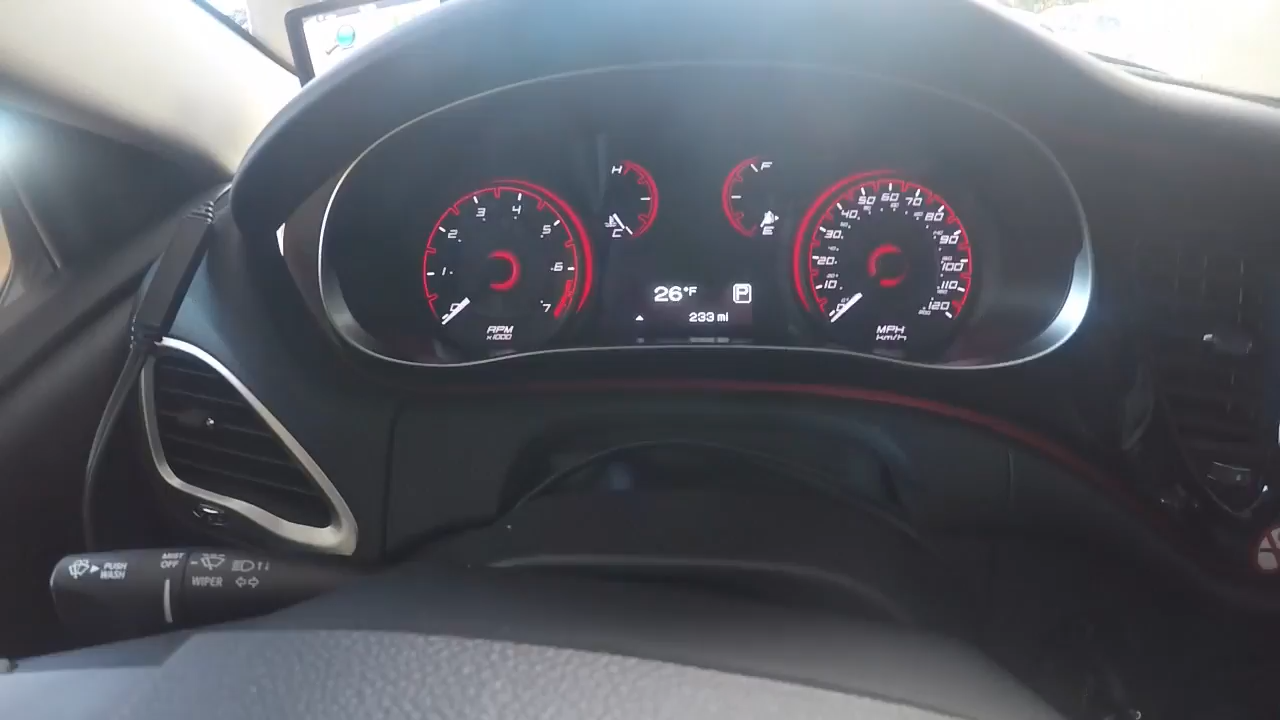 H
C
F
E
0 1 2 3 4 5 6 7
RPM
x1000
26°F P
233 mi
0 10 20 30 40 50 60 70 80 90 100 110 120
MPH
km/h
PUSH
WASH
MIST
OFF
WIPER